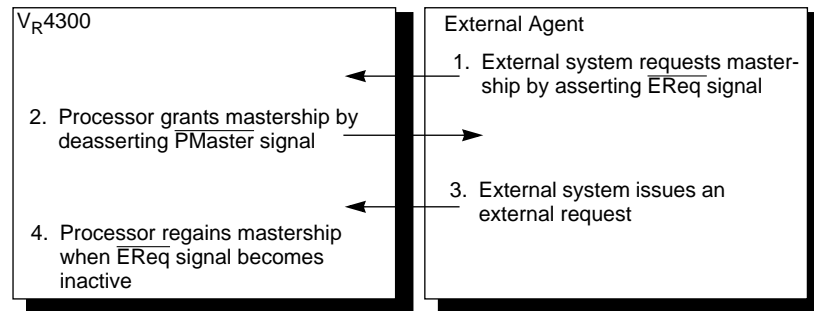 VR4300
External Agent
1. External system requests master-
ship by asserting EReq signal
2. Processor grants mastership by
deasserting PMaster signal
3. External system issues an
external request
4. Processor regains mastership
when EReq signal becomes
inactive